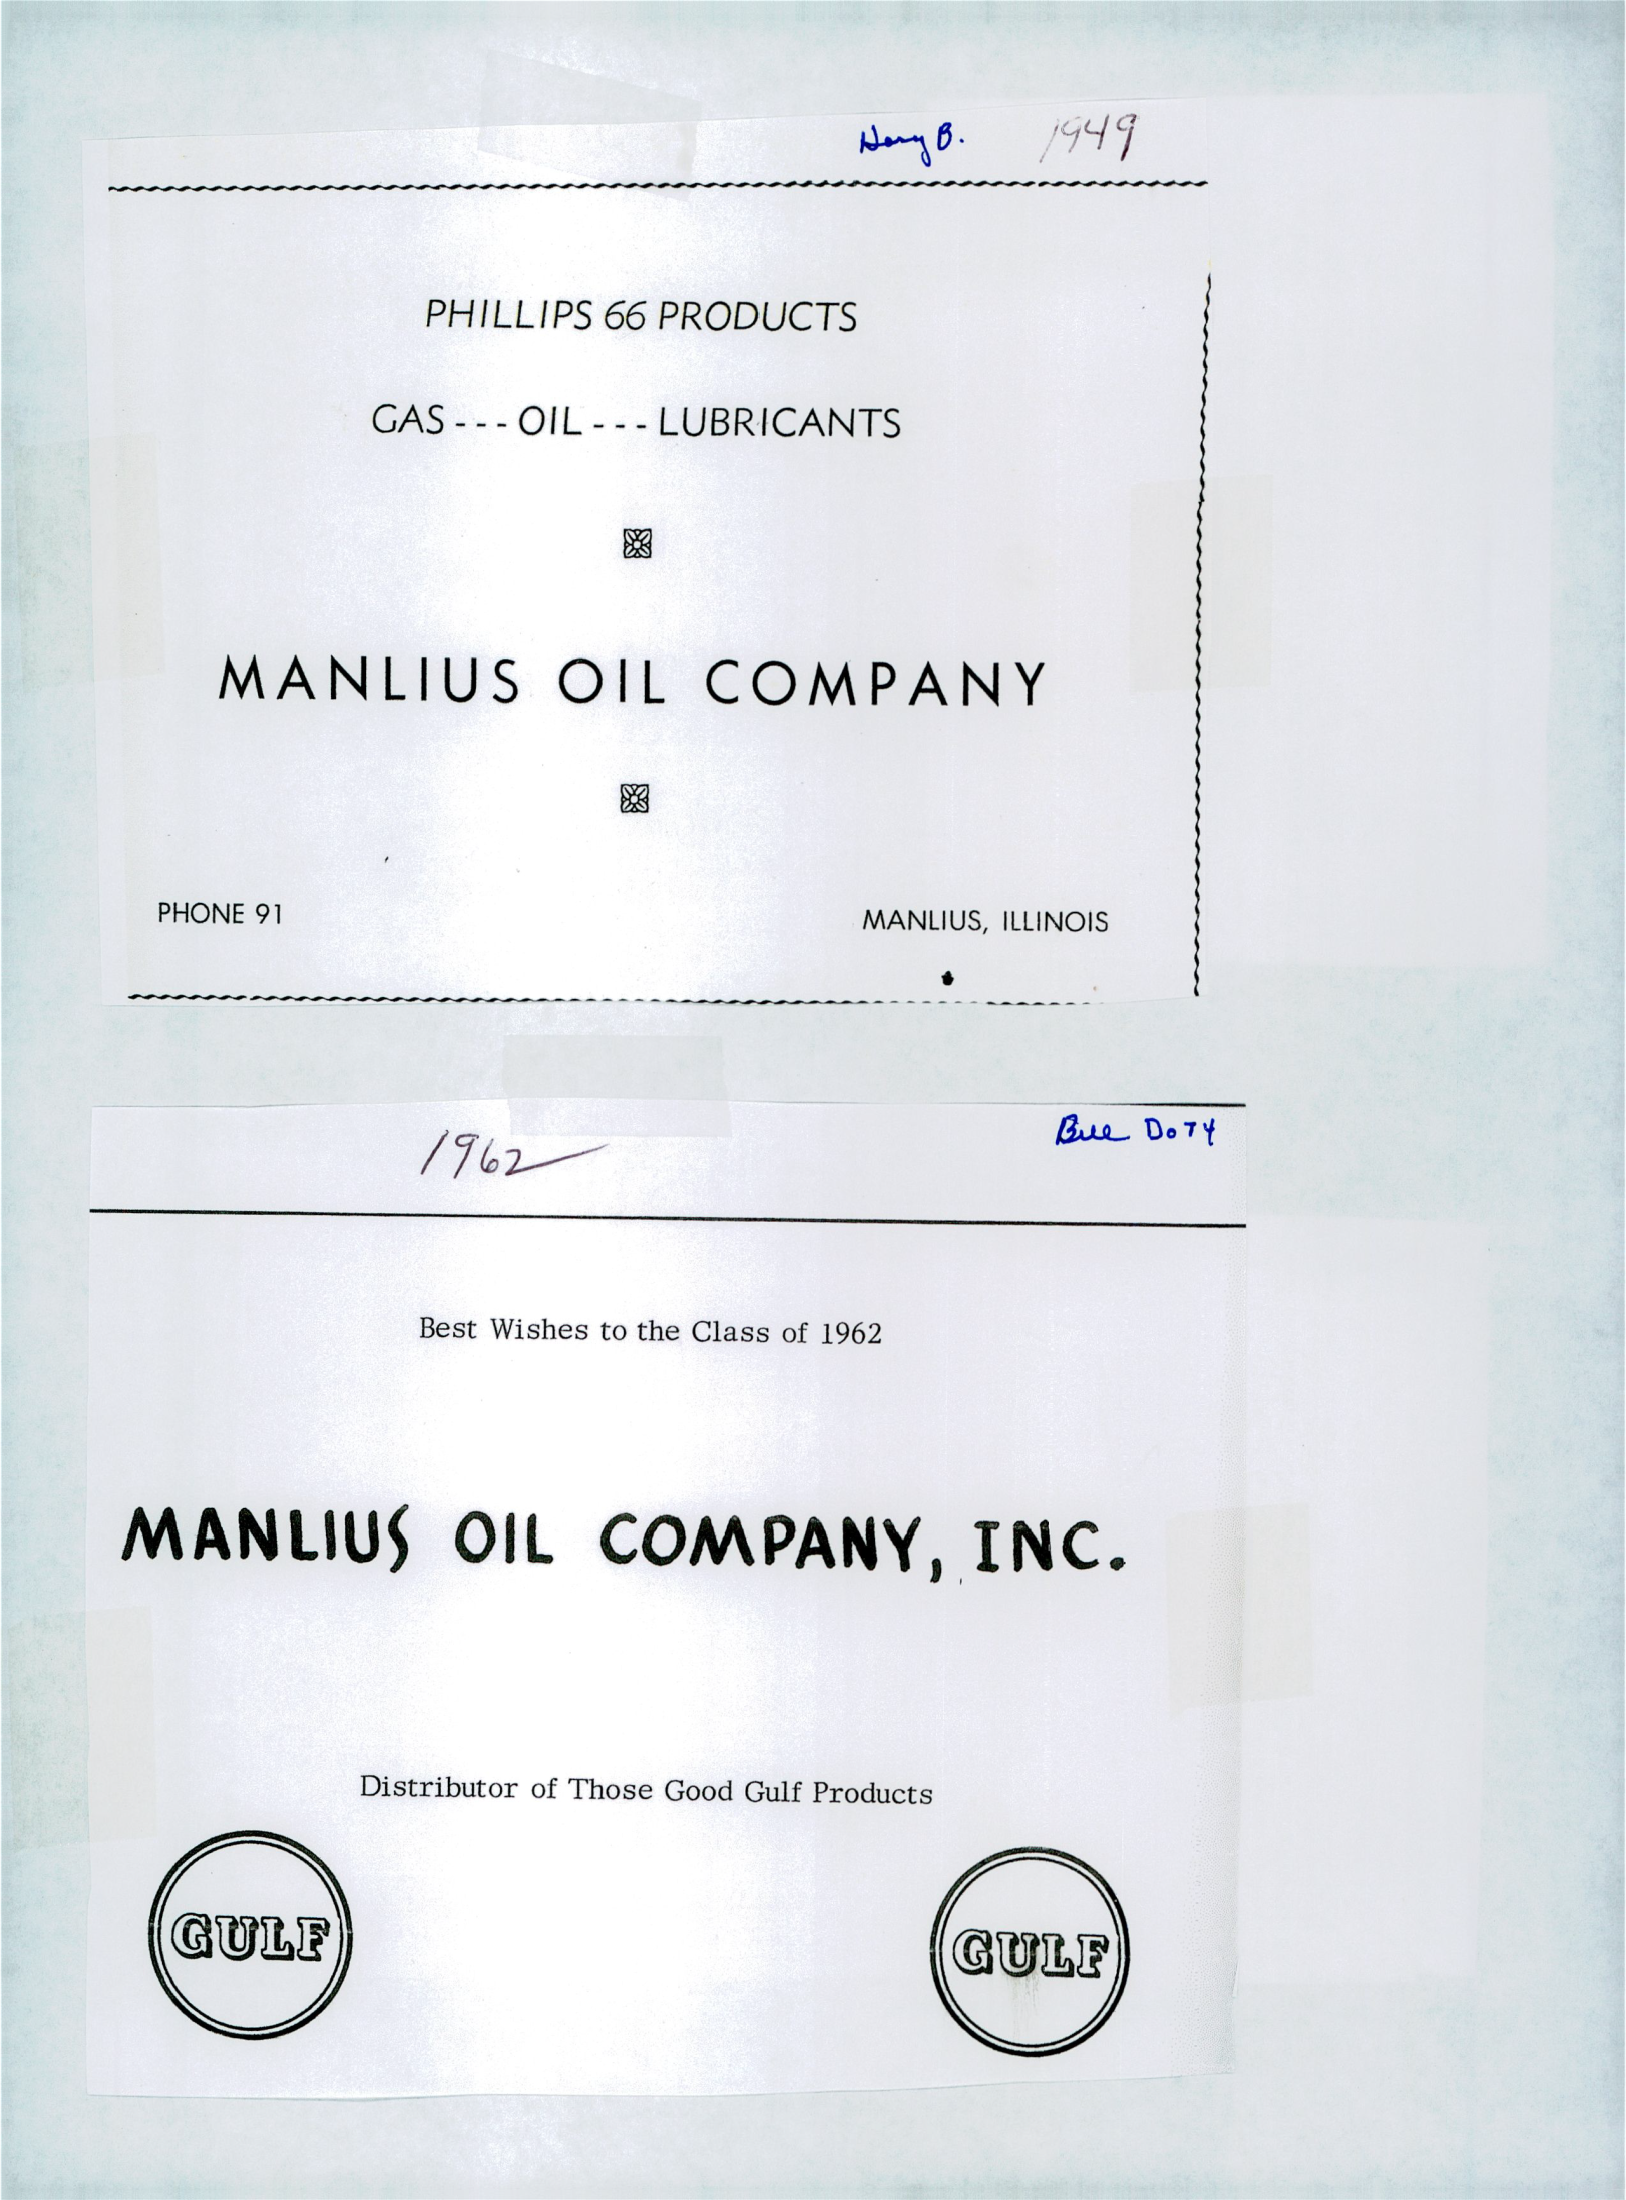 B. 1949
PHILLIPS 66 PRODUCTS
GAS --- OIL --- LUBRICANTS
MANLIUS OIL COMPANY
PHONE 91 MANLIUS, ILLINOIS
1962 Bill Doty
Best Wishes to the Class of 1962
MANLIUS OIL COMPANY, INC.
Distributor of Those Good Gulf Products
GULF GULF